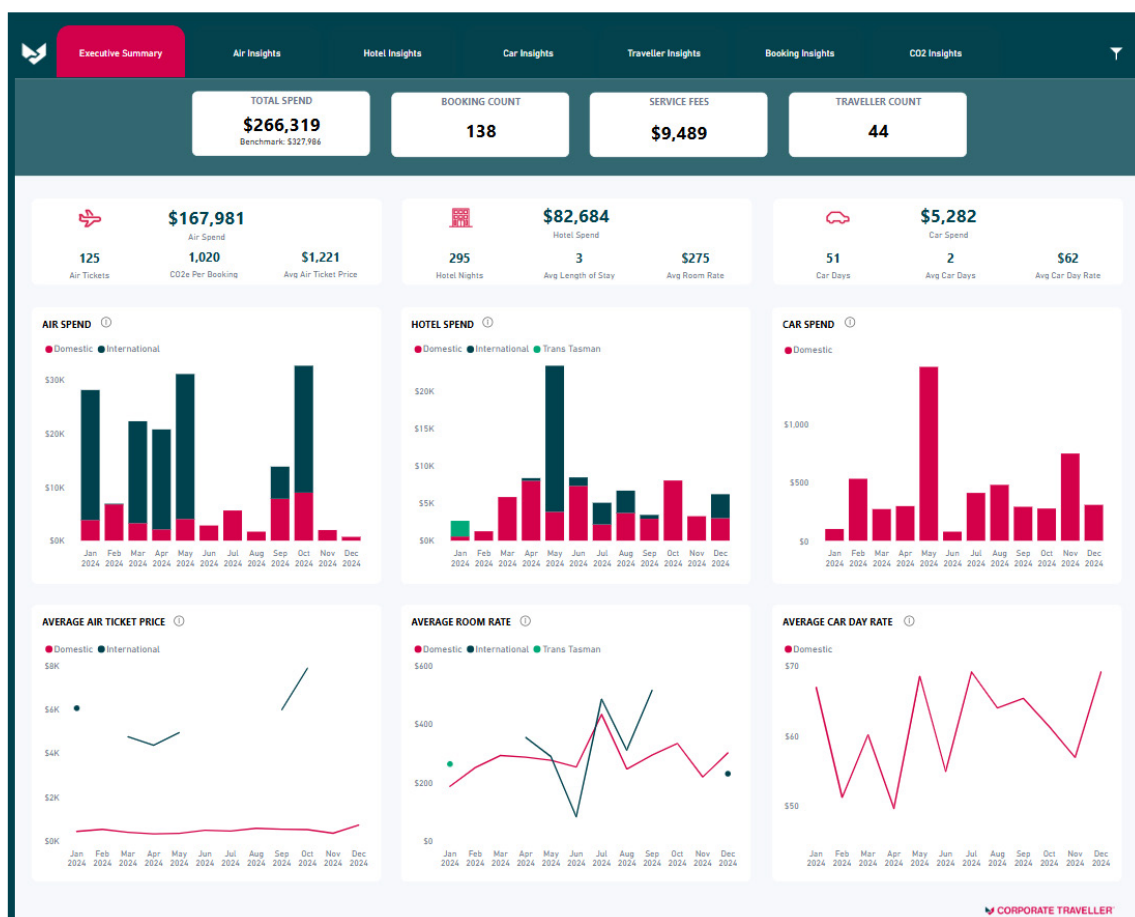 Executive Summary
Air Insights
Hotel Insights
Car Insights
Traveller Insights
Booking Insights
CO2 Insights
TOTAL SPEND
$266,319
Benchmark: $327,986
BOOKING COUNT
138
SERVICE FEES
$9,489
TRAVELLER COUNT
44
$167,981
Air Spend
125
Air Tickets
1,020
CO2e Per Booking
$1,221
Avg Air Ticket Price
$82,684
Hotel Spend
295
Hotel Nights
3
Avg Length of Stay
$275
Avg Room Rate
$5,282
Car Spend
51
Car Days
2
Avg Car Days
$62
Avg Car Day Rate
AIR SPEND
Domestic International
$30K
$20K
$10K
$0K
Jan Feb Mar Apr May Jun Jul Aug Sep Oct Nov Dec
2024 2024 2024 2024 2024 2024 2024 2024 2024 2024 2024 2024
HOTEL SPEND
Domestic International Trans Tasman
$20K
$15K
$10K
$5K
$0K
Jan Feb Mar Apr May Jun Jul Aug Sep Oct Nov Dec
2024 2024 2024 2024 2024 2024 2024 2024 2024 2024 2024 2024
CAR SPEND
Domestic
$1,000
$500
$0
Jan Feb Mar Apr May Jun Jul Aug Sep Oct Nov Dec
2024 2024 2024 2024 2024 2024 2024 2024 2024 2024 2024 2024
AVERAGE AIR TICKET PRICE
Domestic International
$8K
$6K
$4K
$2K
$0K
Jan Feb Mar Apr May Jun Jul Aug Sep Oct Nov Dec
2024 2024 2024 2024 2024 2024 2024 2024 2024 2024 2024 2024
AVERAGE ROOM RATE
Domestic International Trans Tasman
$600
$400
$200
$0
Jan Feb Mar Apr May Jun Jul Aug Sep Oct Nov Dec
2024 2024 2024 2024 2024 2024 2024 2024 2024 2024 2024 2024
AVERAGE CAR DAY RATE
Domestic
$70
$60
$50
Jan Feb Mar Apr May Jun Jul Aug Sep Oct Nov Dec
2024 2024 2024 2024 2024 2024 2024 2024 2024 2024 2024 2024
CORPORATE TRAVELLER